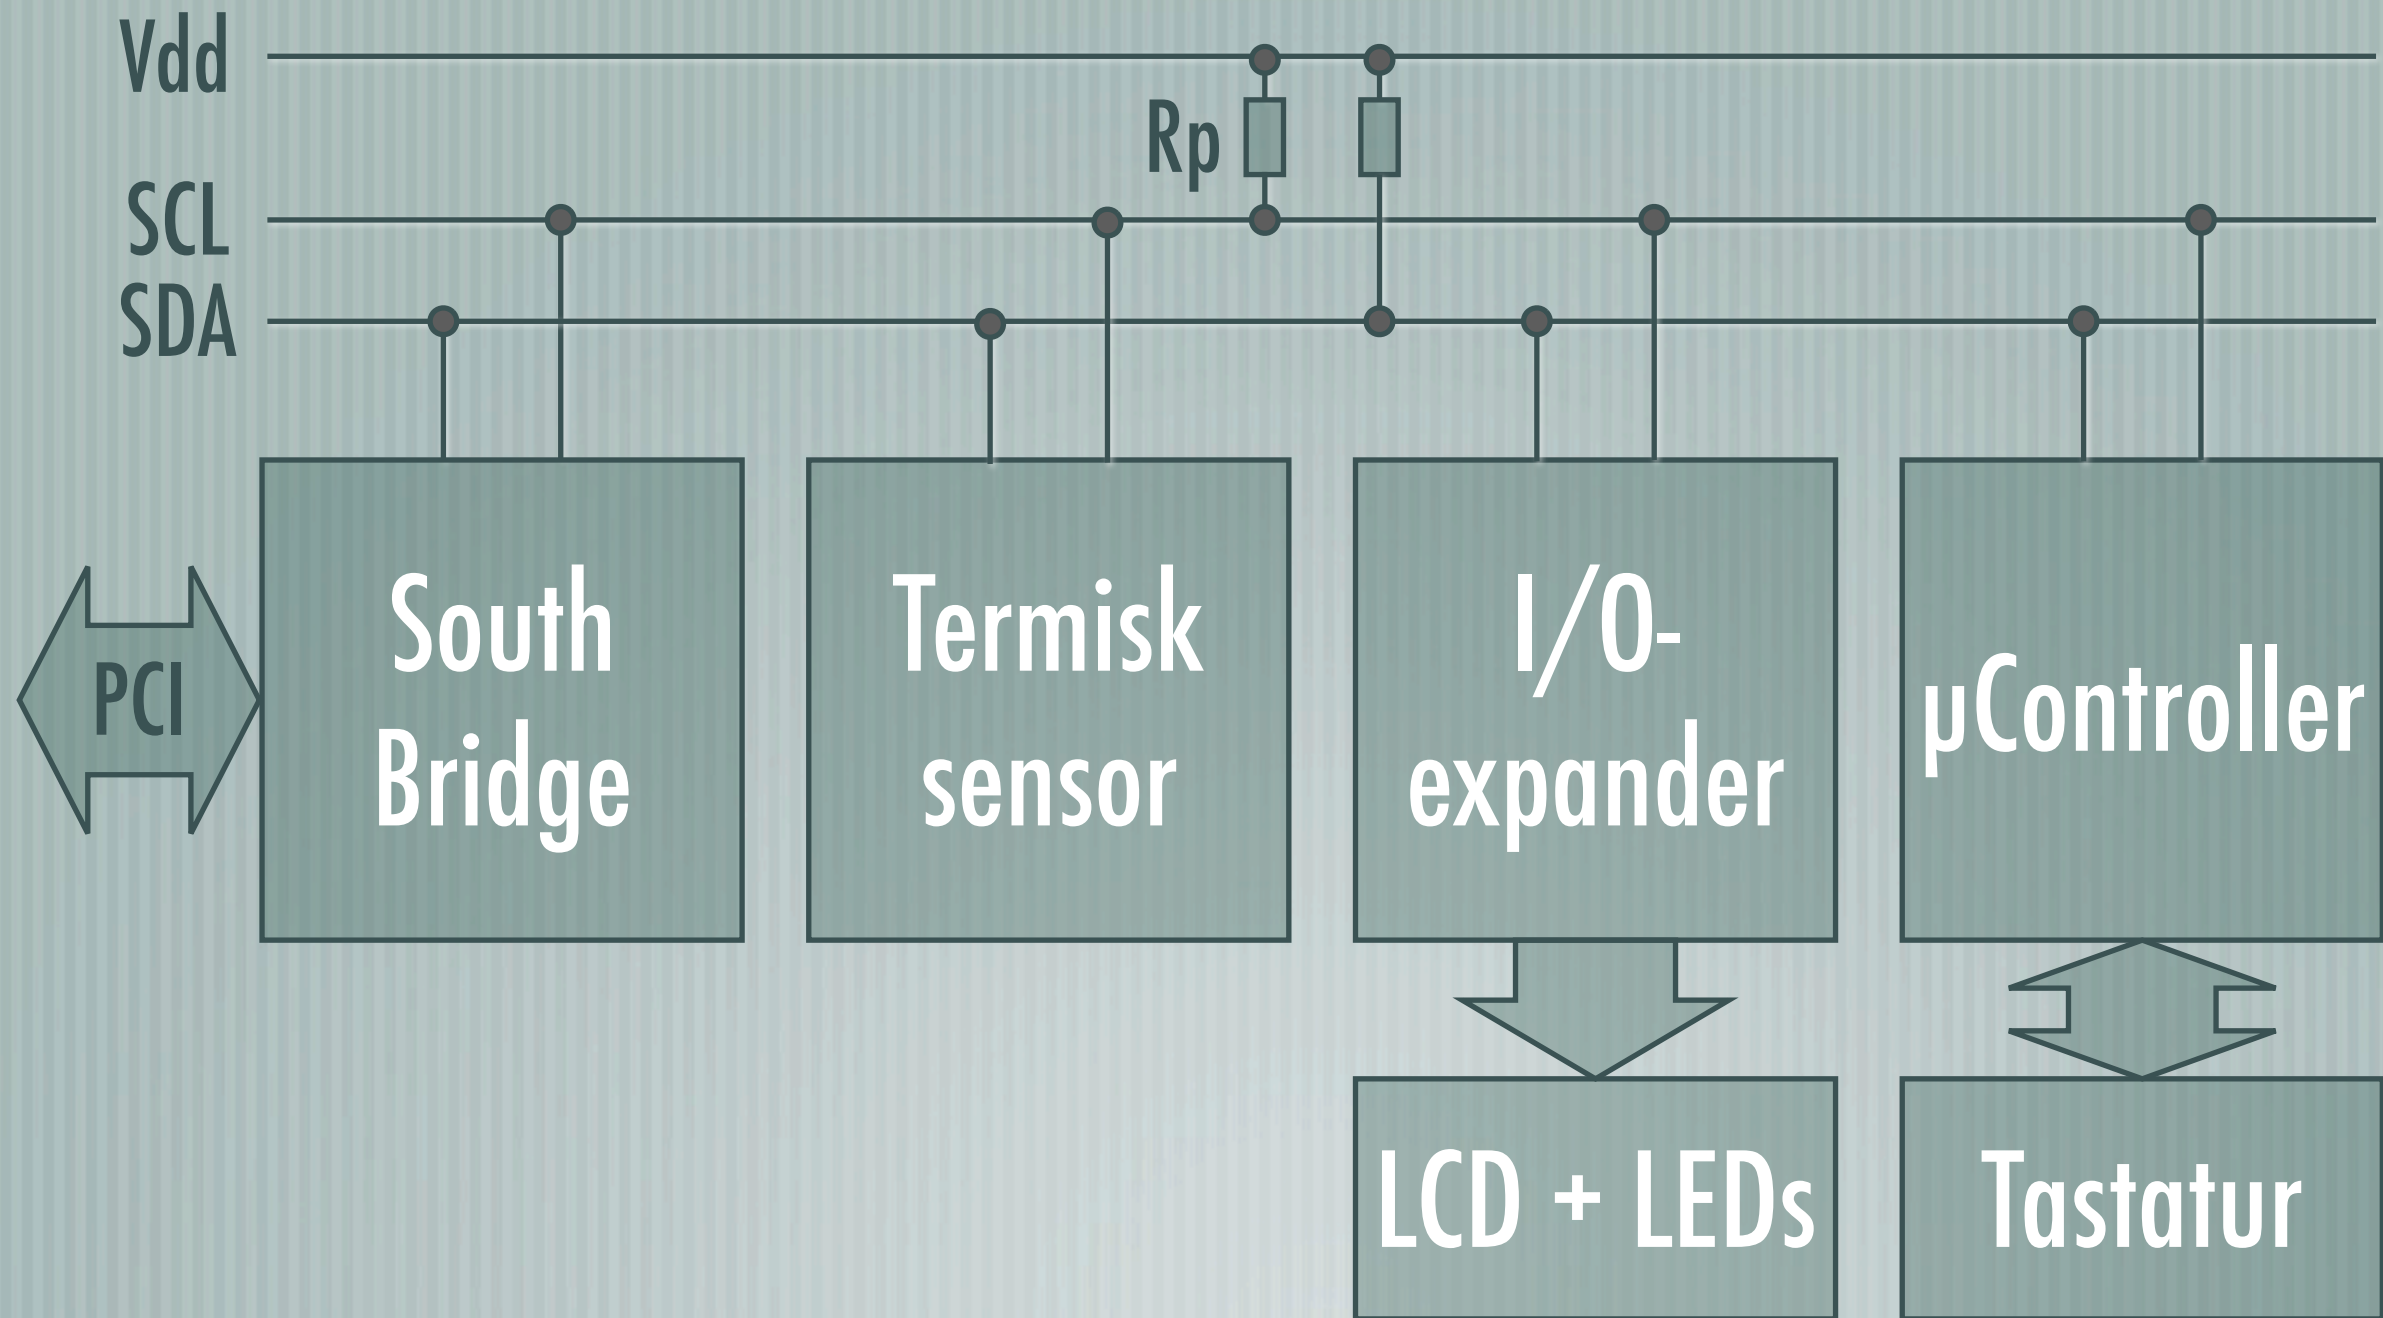 Vdd
Rp
SCL
SDA
PCI
South
Bridge
Termisk
sensor
I/O-
expander
µController
LCD + LEDs
Tastatur